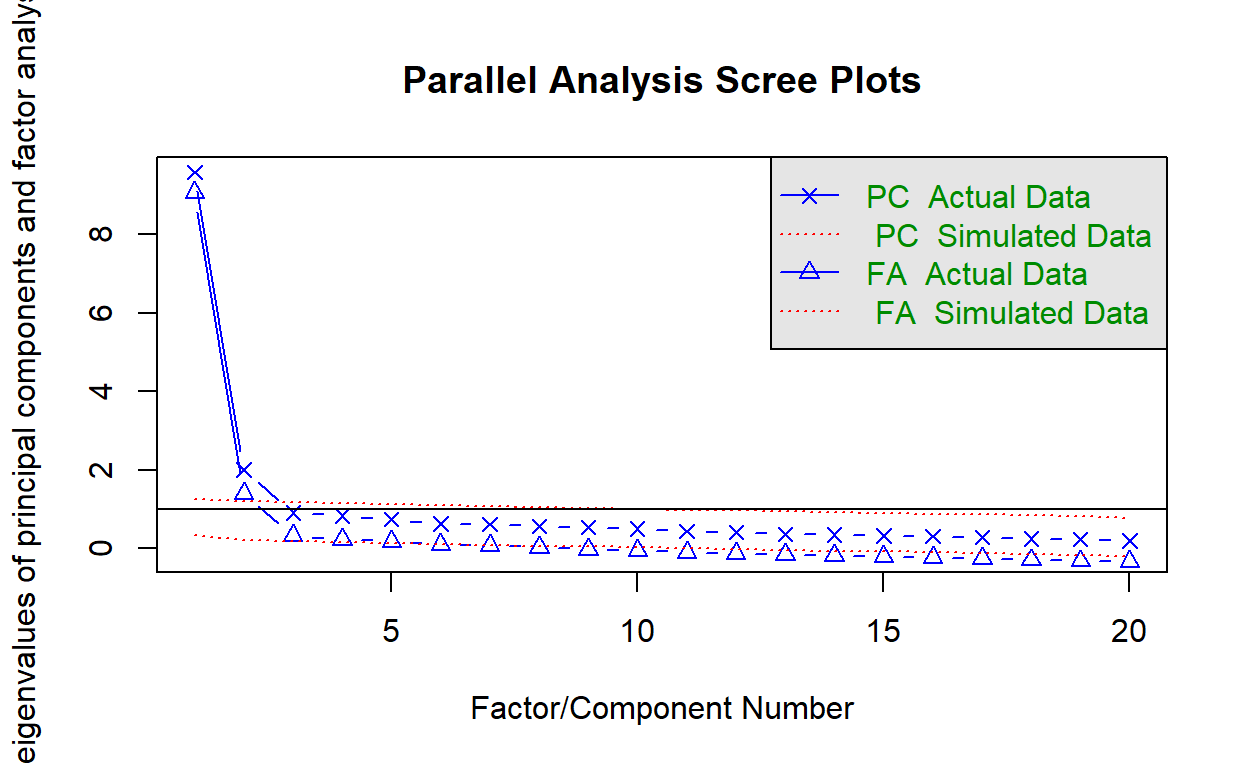 Parallel Analysis Scree Plots
eigenvalues of principal components and factor
8
6
4
2
0
PC Actual Data
PC Simulated Data
FA Actual Data
FA Simulated Data
5 10 15 20
Factor/Component Number